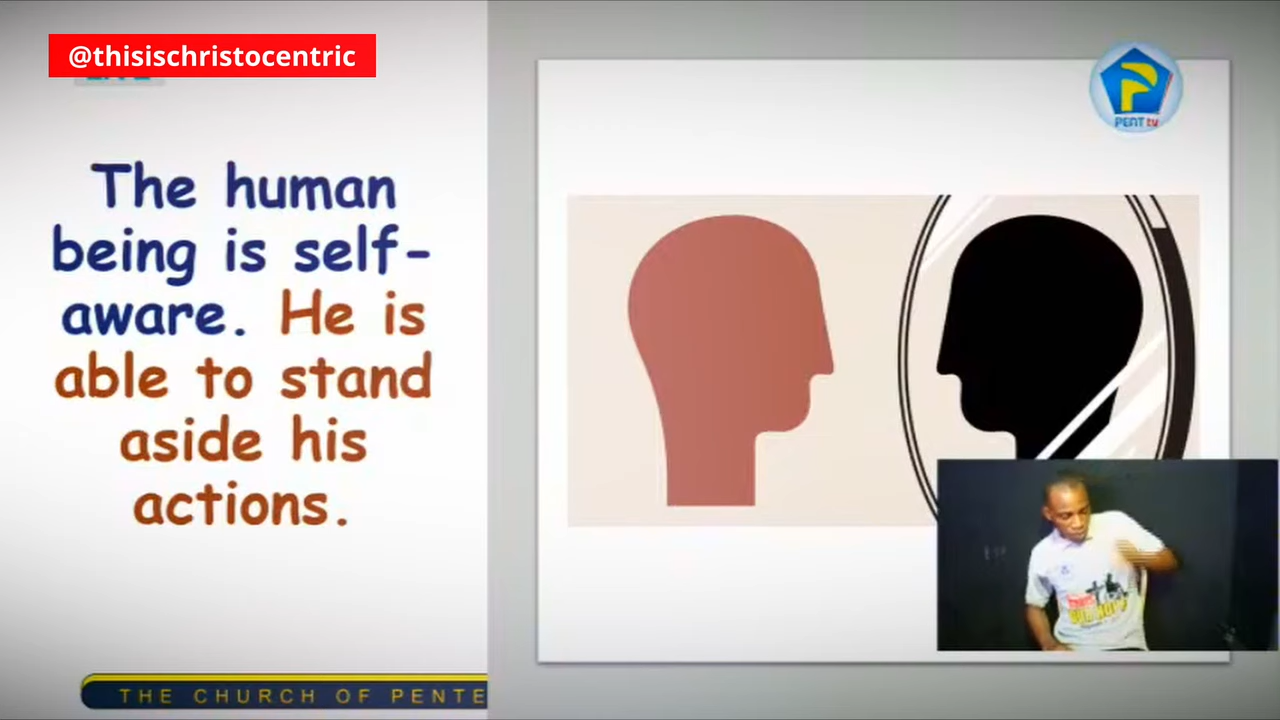 @thisischristocentric
The human
being is self-
aware. He is
able to stand
aside his
actions.
PENT tv
THE CHURCH OF PENTE